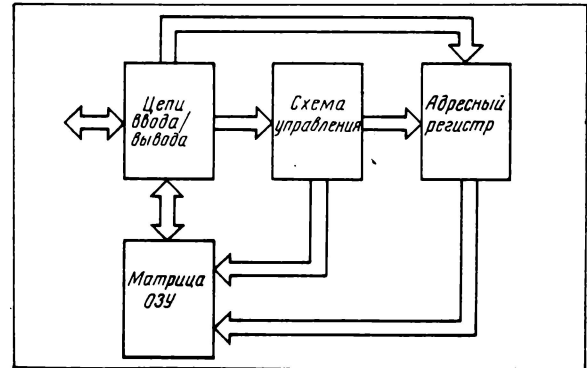 Цепи
ввода/
вывода
Схема
управления
Адресный
регистр
Матрица
ОЗУ